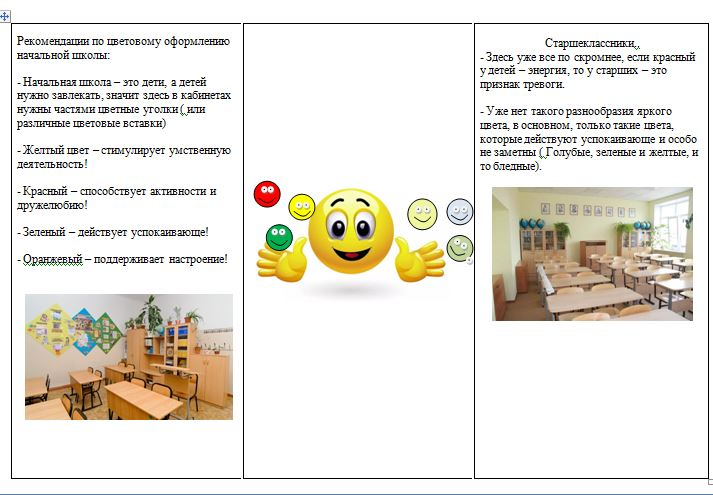 Рекомендации по цветовому оформлению
начальной школы:
- Начальная школа – это дети, а детей
нужно завлекать, значит здесь в кабинетах
нужны частями цветные уголки ( или
различные цветовые вставки)
- Желтый цвет – стимулирует умственную
деятельность!
- Красный – способствует активности и
дружелюбию!
- Зеленый – действует успокаивающе!
- Оранжевый – поддерживает настроение!
Старшеклассники..
- Здесь уже все по скромнее, если красный
у детей – энергия, то у старших – это
признак тревоги.
- Уже нет такого разнообразия яркого
цвета, в основном, только такие цвета,
которые действуют успокаивающе и особо
не заметны ( Голубые, зеленые и желтые, и
то бледные).